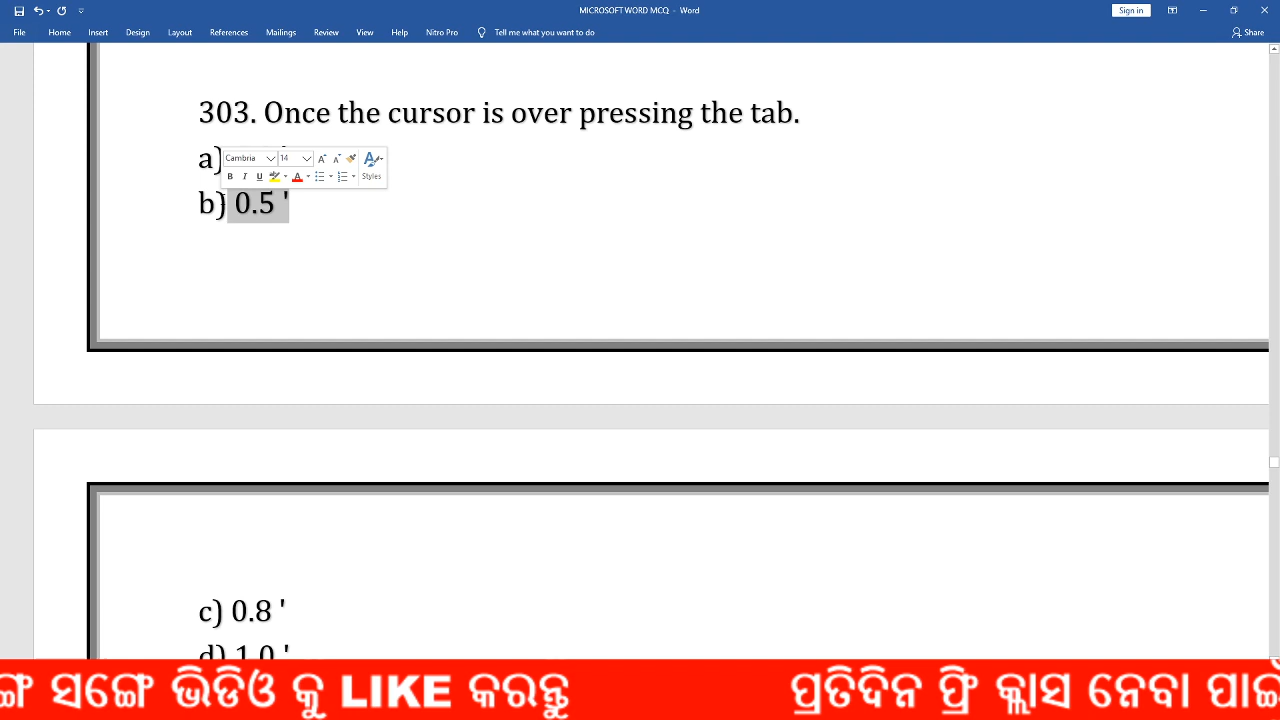 MICROSOFT WORD MCQ - Word
Sign in
File Home Insert Design Layout References Mailings Review View Help Nitro Pro Tell me what you want to do Share
303. Once the cursor is over pressing the tab.
a)
Cambria 14
B I U Styles
b) 0.5 '
c) 0.8 '
d) 1.0 '
ସଙ୍ଗେ ଭିଡିଓ କୁ LIKE କରନ୍ତୁ ପ୍ରତିଦିନ ଫ୍ରି କ୍ଲାସ ନେବା